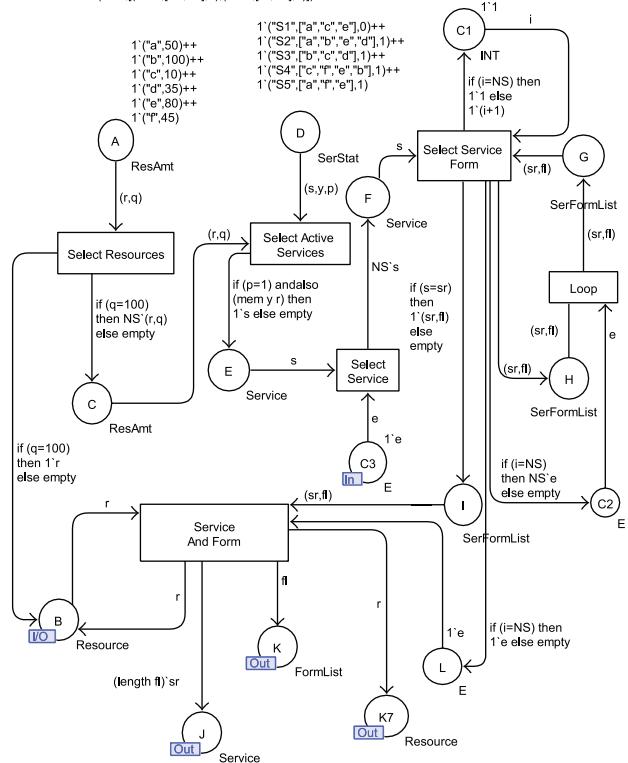 1`("a",50)++
1`("b",100)++
1`("c",10)++
1`("d",35)++
1`("e",80)++
1`("f",45)
A
ResAmt
(r,q)
1`("S1",["a","c","e"],0)++
1`("S2",["a","b","e","d"],1)++
1`("S3",["b","c","d"],1)++
1`("S4",["c","f","e","b"],1)++
1`("S5",["a","f","e"],1)
D
SerStat
(s,y,p)
1`1
C1
i
INT
if (i=NS) then
1`1 else
1`(i+1)
F
s
Service
Select Service
Form
G
(sr,fl)
SerFormList
(sr,fl)
Select Resources
(r,q)
Select Active
Services
NS`s
Loop
if (q=100)
then NS`(r,q)
else empty
if (p=1) andalso
(mem y r) then
1`s else empty
if (s=sr)
then
1`(sr,fl)
else
empty
(sr,fl)
e
E
s
Service
Select
Service
(sr,fl)
H
SerFormList
C
ResAmt
e
1`e
C3
In
E
if (q=100)
then 1`r
else empty
if (i=NS)
then NS`e
else empty
C2
E
(sr,fl)
I
SerFormList
r
Service
And Form
B
I/O
Resource
r
fl
r
K
Out
FormList
1`e
L
E
if (i=NS) then
1`e else empty
(length fl)`sr
J
Out
Service
K7
Out
Resource